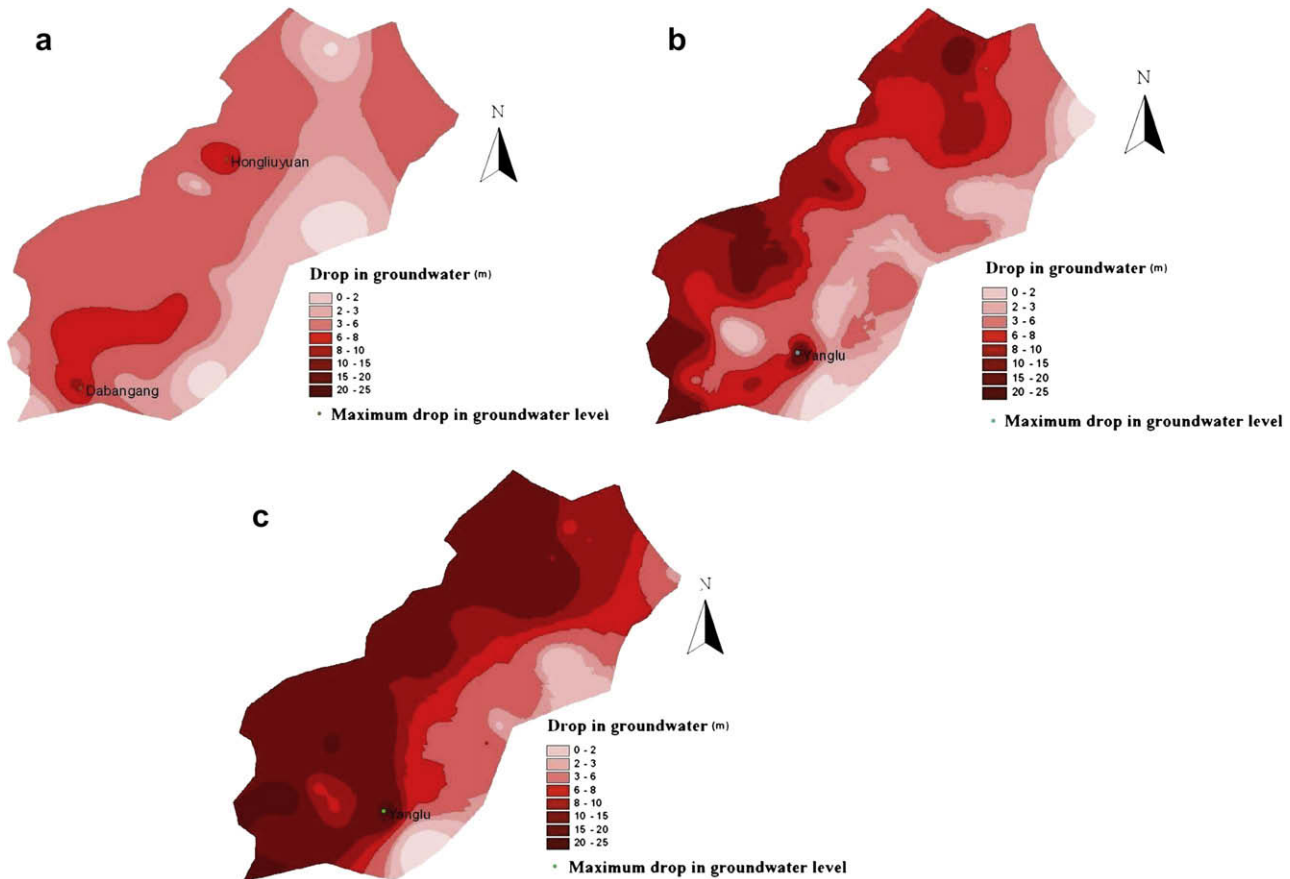 a
N
Hongliuyuan
Dabangang
Drop in groundwater (m)
0 - 2
2 - 3
3 - 6
6 - 8
8 - 10
10 - 15
15 - 20
20 - 25
Maximum drop in groundwater level
b
N
Yanglu
Drop in groundwater (m)
0 - 2
2 - 3
3 - 6
6 - 8
8 - 10
10 - 15
15 - 20
20 - 25
Maximum drop in groundwater level
c
N
Yanglu
Drop in groundwater (m)
0 - 2
2 - 3
3 - 6
6 - 8
8 - 10
10 - 15
15 - 20
20 - 25
Maximum drop in groundwater level